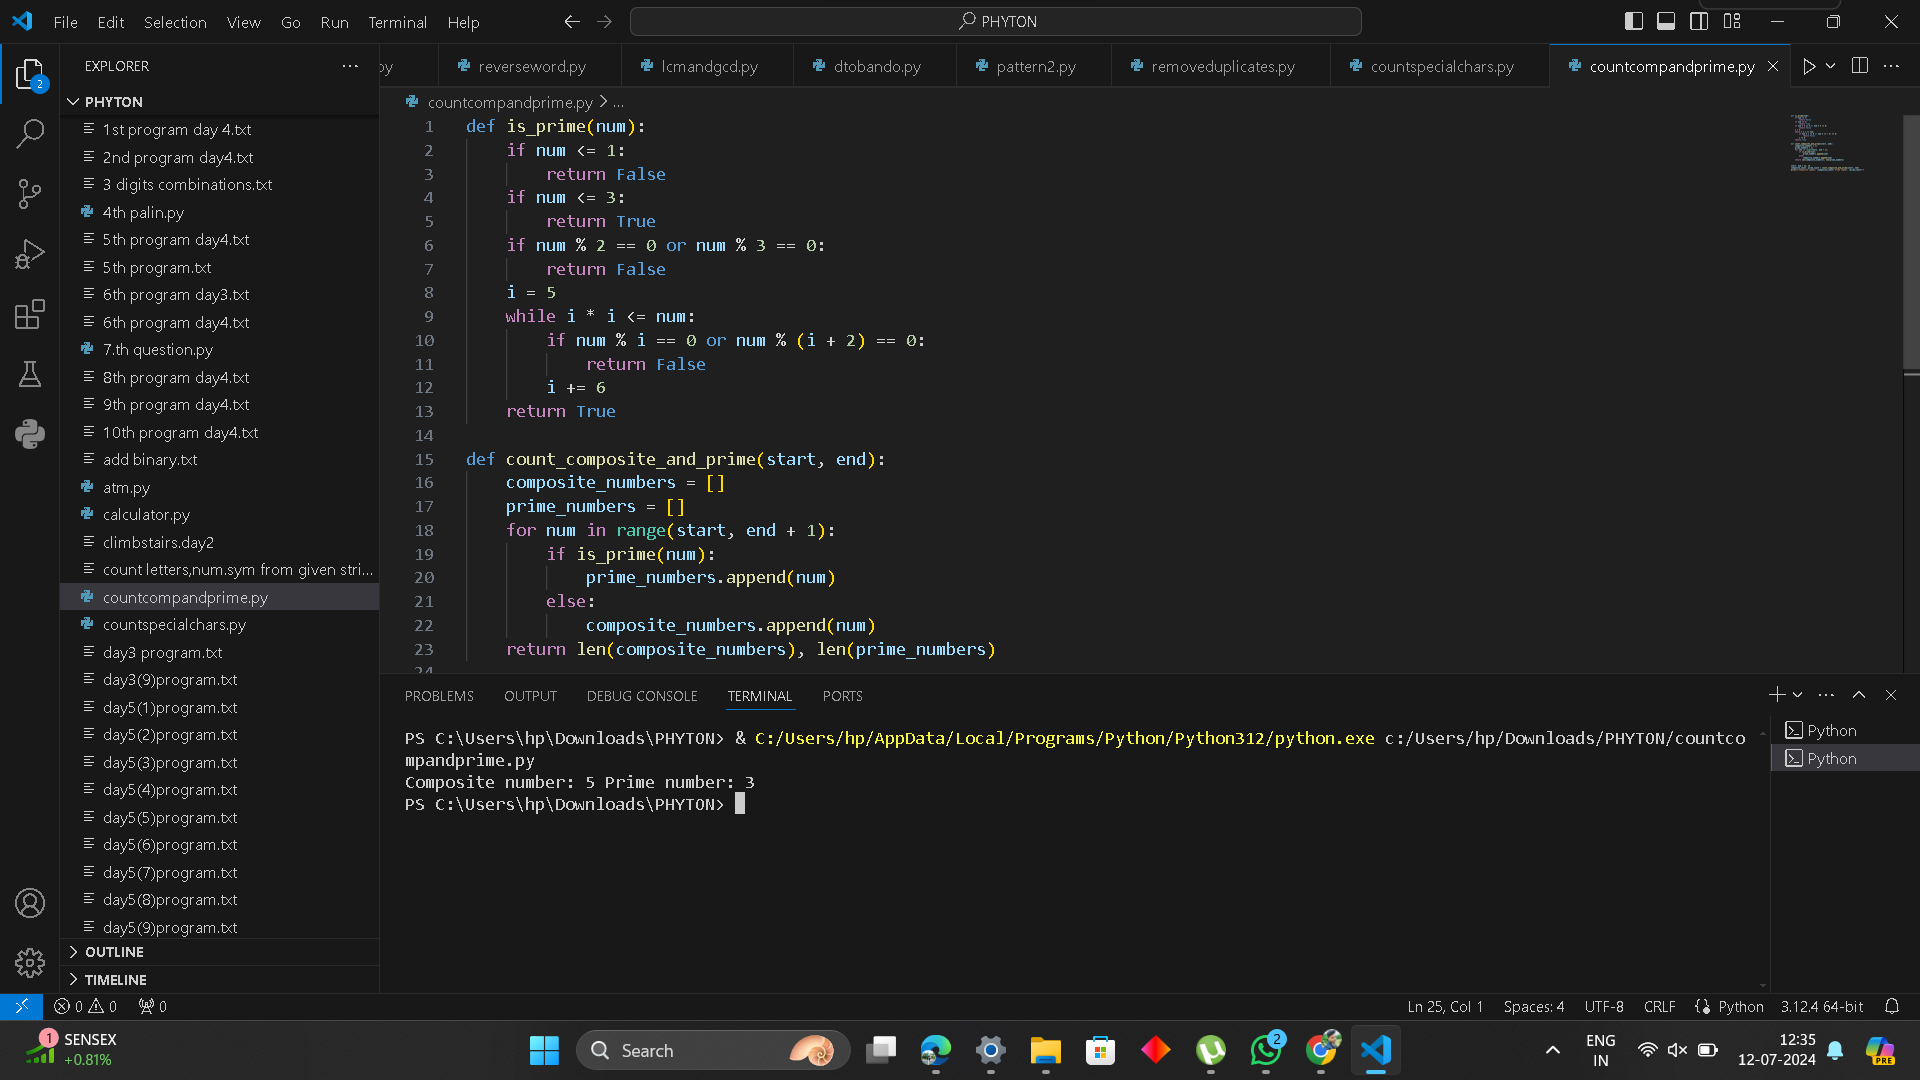 File Edit Selection View Go Run Terminal Help
PHYTON
EXPLORER
py reverseword.py lcmandgcd.py dtobando.py pattern2.py removeduplicates.py countspecialchars.py countcompandprime.py
PHYTON
1st program day 4.txt
2nd program day4.txt
3 digits combinations.txt
4th palin.py
5th program day4.txt
5th program.txt
6th program day3.txt
6th program day4.txt
7.th question.py
8th program day4.txt
9th program day4.txt
10th program day4.txt
add binary.txt
atm.py
calculator.py
climbstairs.day2
count letters,num.sym from given stri...
countcompandprime.py
countspecialchars.py
day3 program.txt
day3(9)program.txt
day5(1)program.txt
day5(2)program.txt
day5(3)program.txt
day5(4)program.txt
day5(5)program.txt
day5(6)program.txt
day5(7)program.txt
day5(8)program.txt
day5(9)program.txt
OUTLINE
TIMELINE
countcompandprime.py > ...
1 def is_prime(num):
2 if num <= 1:
3 return False
4 if num <= 3:
5 return True
6 if num % 2 == 0 or num % 3 == 0:
7 return False
8 i = 5
9 while i * i <= num:
10 if num % i == 0 or num % (i + 2) == 0:
11 return False
12 i += 6
13 return True
14
15 def count_composite_and_prime(start, end):
16 composite_numbers = []
17 prime_numbers = []
18 for num in range(start, end + 1):
19 if is_prime(num):
20 prime_numbers.append(num)
21 else:
22 composite_numbers.append(num)
23 return len(composite_numbers), len(prime_numbers)
24
PROBLEMS OUTPUT DEBUG CONSOLE TERMINAL PORTS
PS C:\Users\hp\Downloads\PHYTON> & C:/Users/hp/AppData/Local/Programs/Python/Python312/python.exe c:/Users/hp/Downloads/PHYTON/countco
mpandprime.py
Composite number: 5 Prime number: 3
PS C:\Users\hp\Downloads\PHYTON>
Python
Python
2
0 0 0
Ln 25, Col 1 Spaces: 4 UTF-8 CRLF Python 3.12.4 64-bit
1 SENSEX
+0.81%
Search
2
ENG
IN
12:35
12-07-2024
PRE